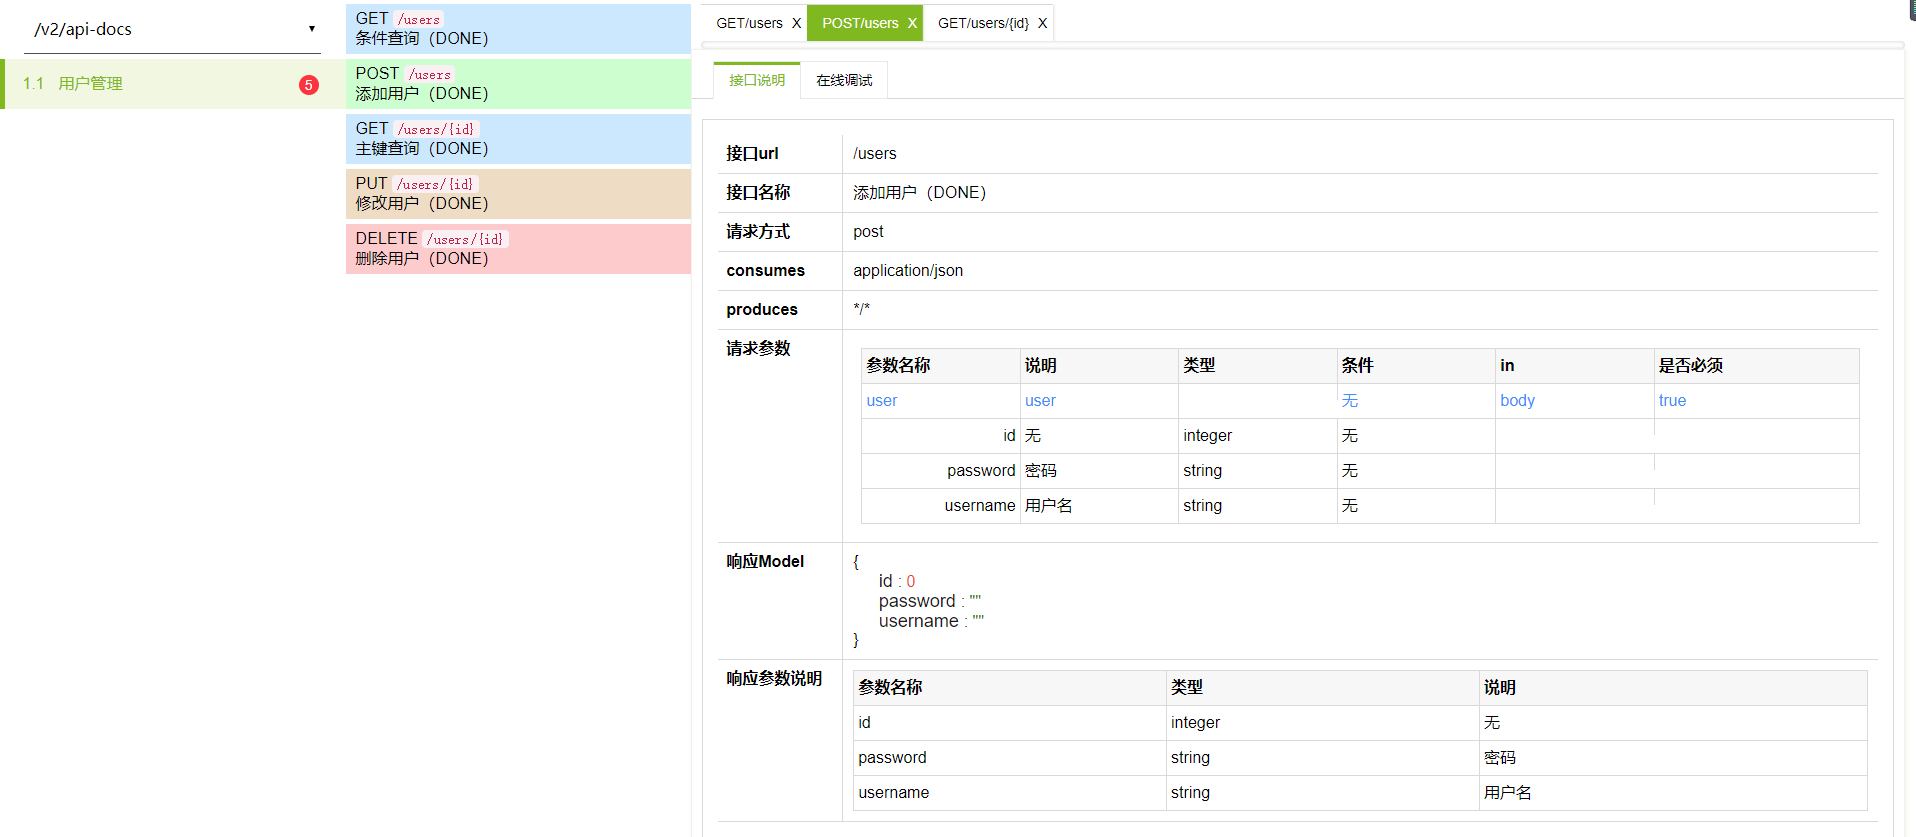 /v2/api-docs ▼
1.1 用户管理 5
GET /users
条件查询（DONE）
POST /users
添加用户（DONE）
GET /users/{id}
主键查询（DONE）
PUT /users/{id}
修改用户（DONE）
DELETE /users/{id}
删除用户（DONE）
GET/users X POST/users X GET/users/{id} X
接口说明 在线调试
接口url /users
接口名称 添加用户（DONE）
请求方式 post
consumes application/json
produces */*
请求参数
参数名称 说明 类型 条件 in 是否必须
user user 无 body true
id 无 integer 无
password 密码 string 无
username 用户名 string 无
响应Model {
id : 0
password : ""
username : ""
}
响应参数说明
参数名称 类型 说明
id integer 无
password string 密码
username string 用户名